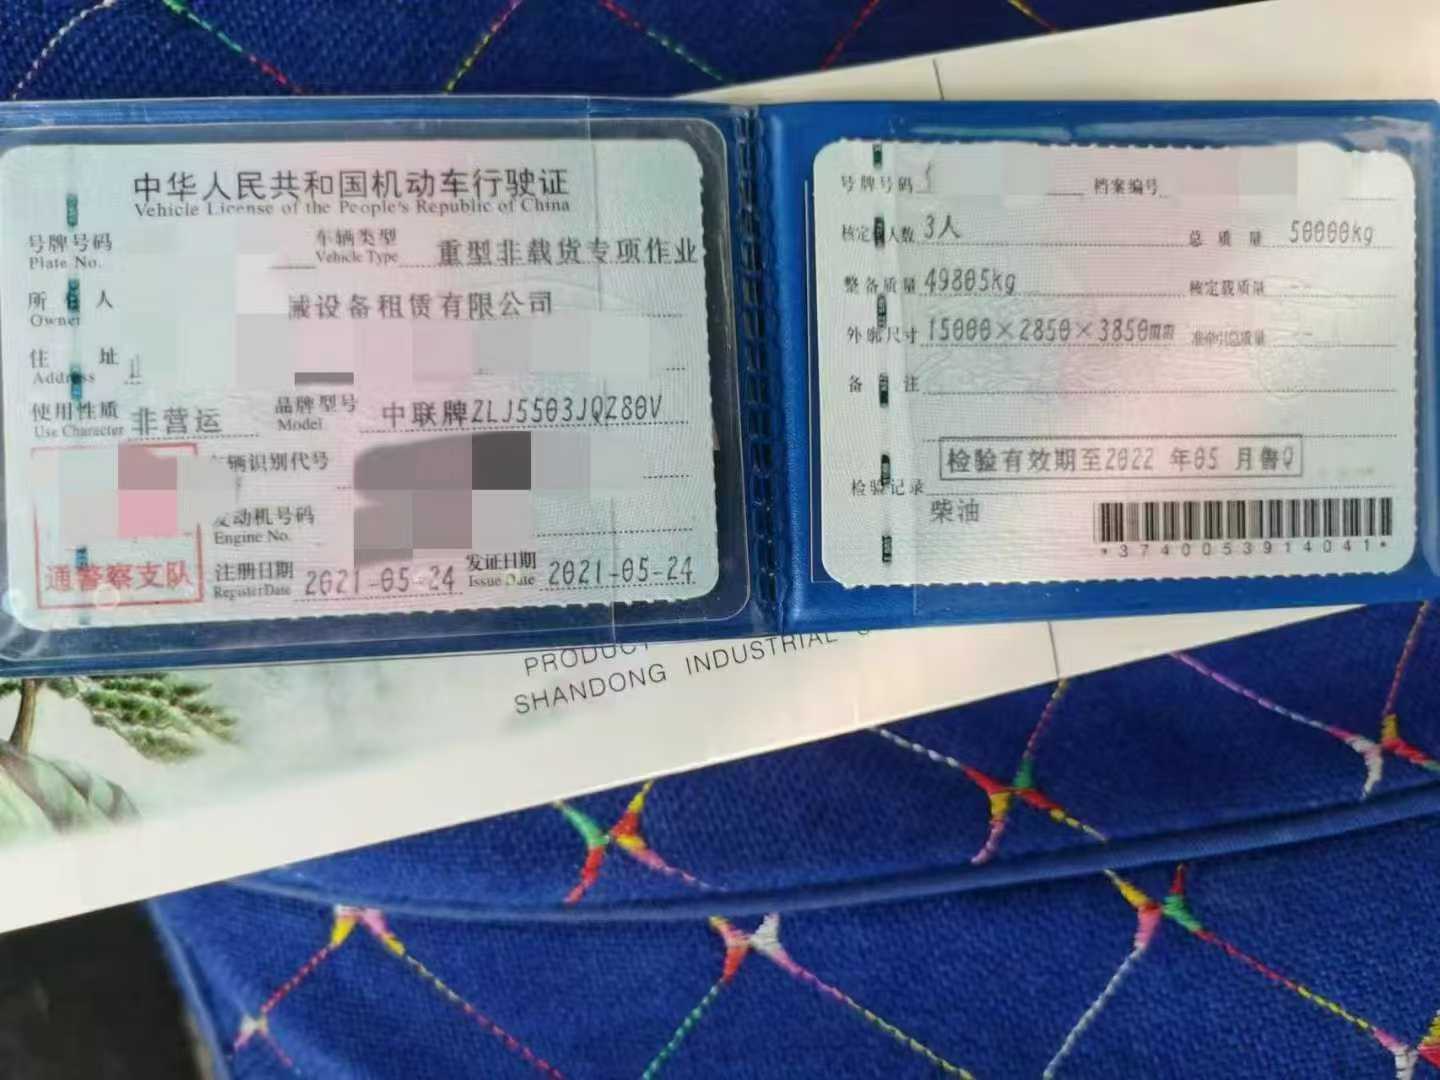 中华人民共和国机动车行驶证
Vehicle License of the People's Republic of China
号牌号码
Plate No.
车辆类型 重型非载货专项作业
Vehicle Type
所有人 械设备租赁有限公司
Owner
住址
Address
使用性质 非营运
Use Character
品牌型号 中联牌ZLJ5503JQZ80V
Model
车辆识别代号
发动机号码
Engine No.
通警察支队
注册日期 2021-05-24
Register Date
发证日期 2021-05-24
Issue Date
号牌号码 档案编号
核定人数 3人 总质量 50000kg
整备质量 49805kg 核定载质量 --
外廓尺寸 15000×2850×3850mm 准牵引总质量 --
备注
检验有效期至2022年05月鲁Q
检验记录
柴油
*3740053914041*
SHANDONG INDUSTRIAL